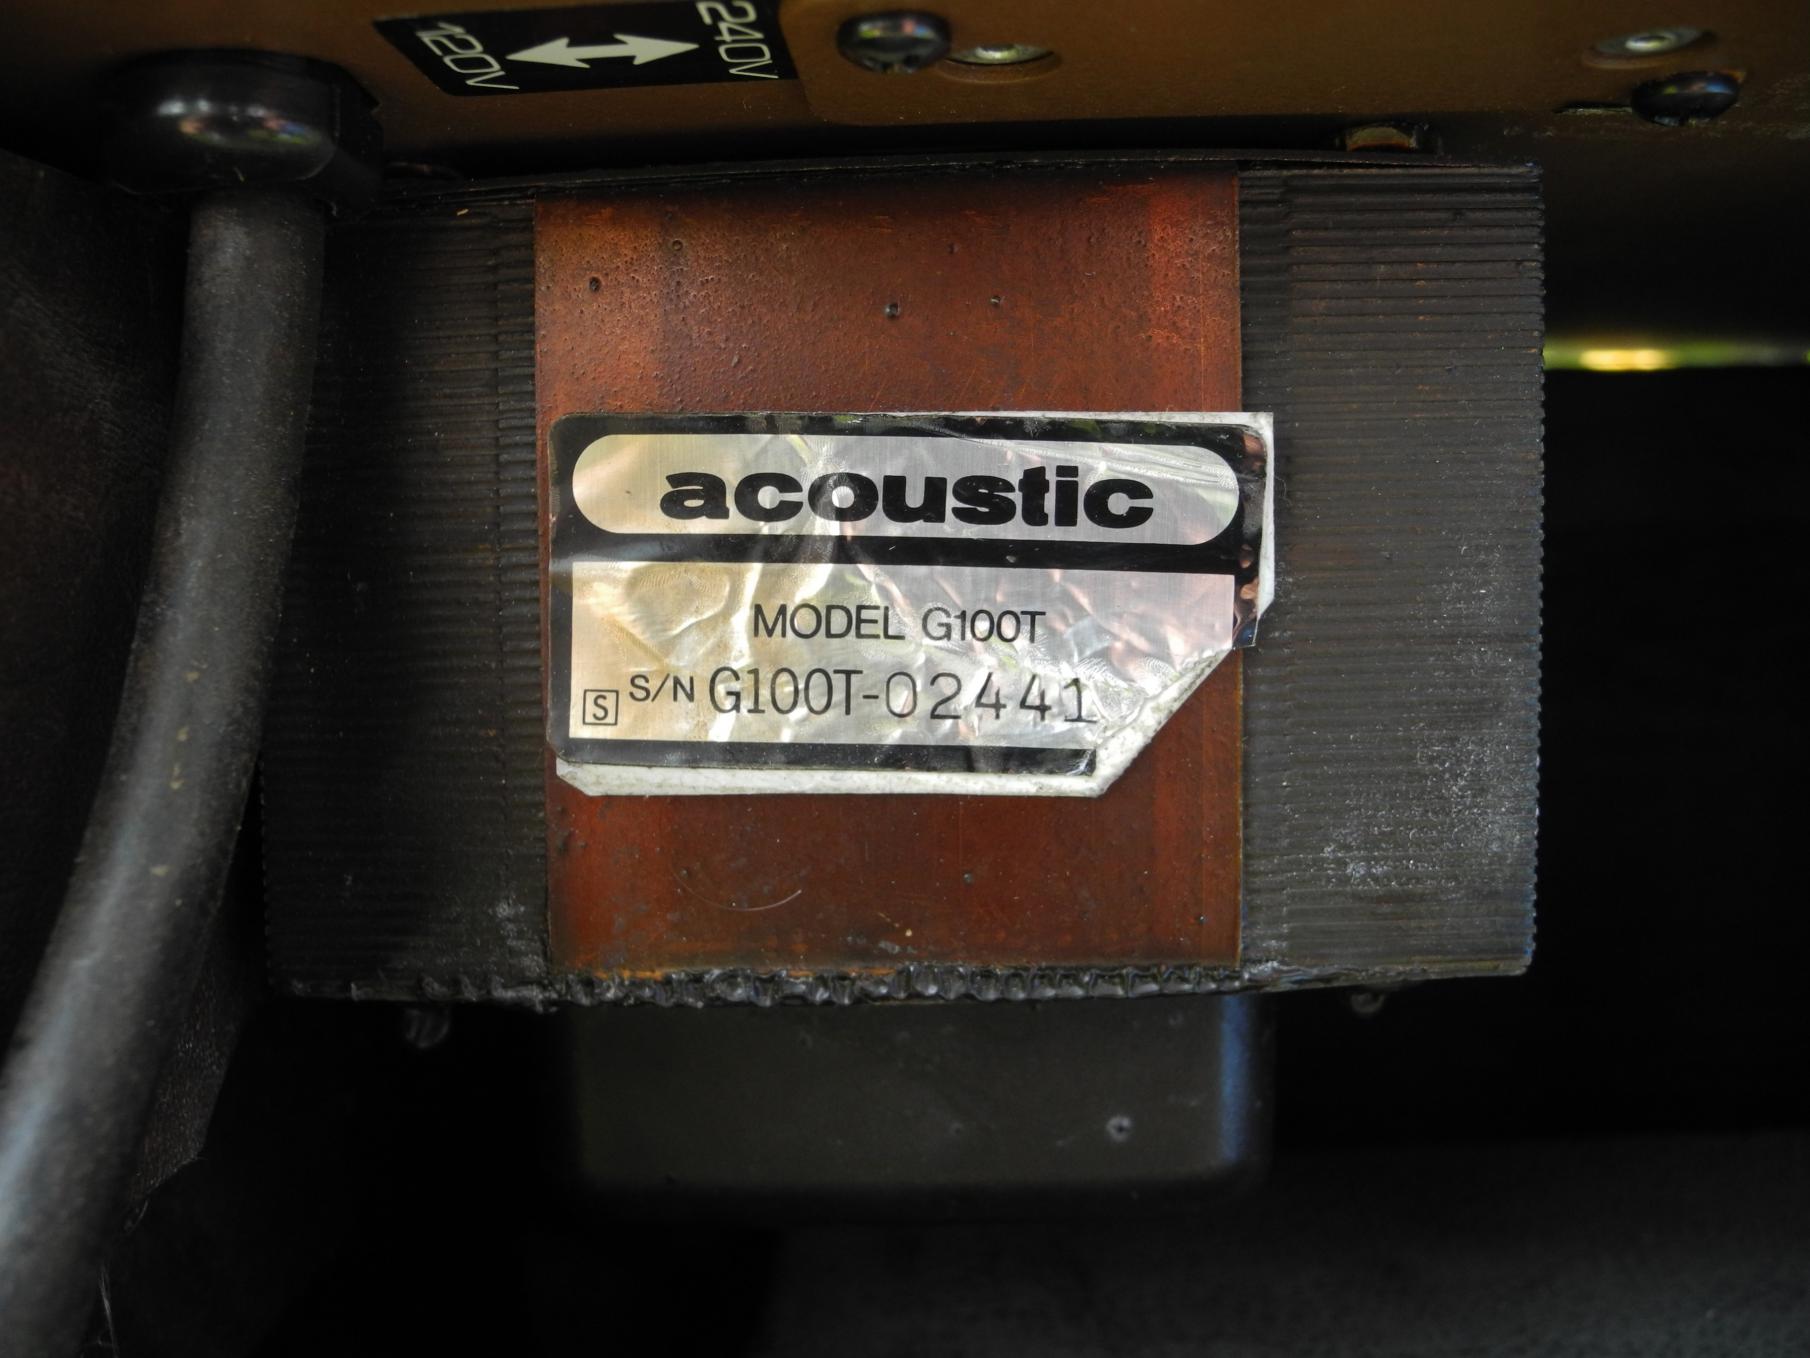 120V 240V
acoustic
MODEL G100T
S S/N G100T-02441